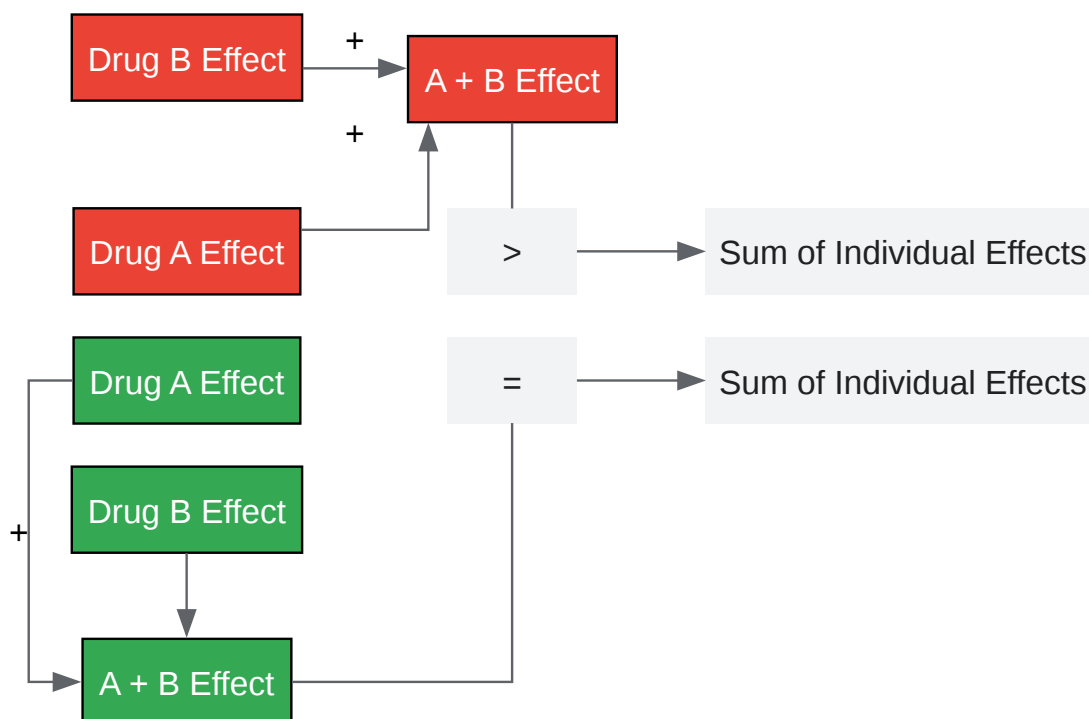 Drug B Effect
+
A + B Effect
+
Drug A Effect
>
Sum of Individual Effects
Drug A Effect
=
Sum of Individual Effects
Drug B Effect
+
A + B Effect